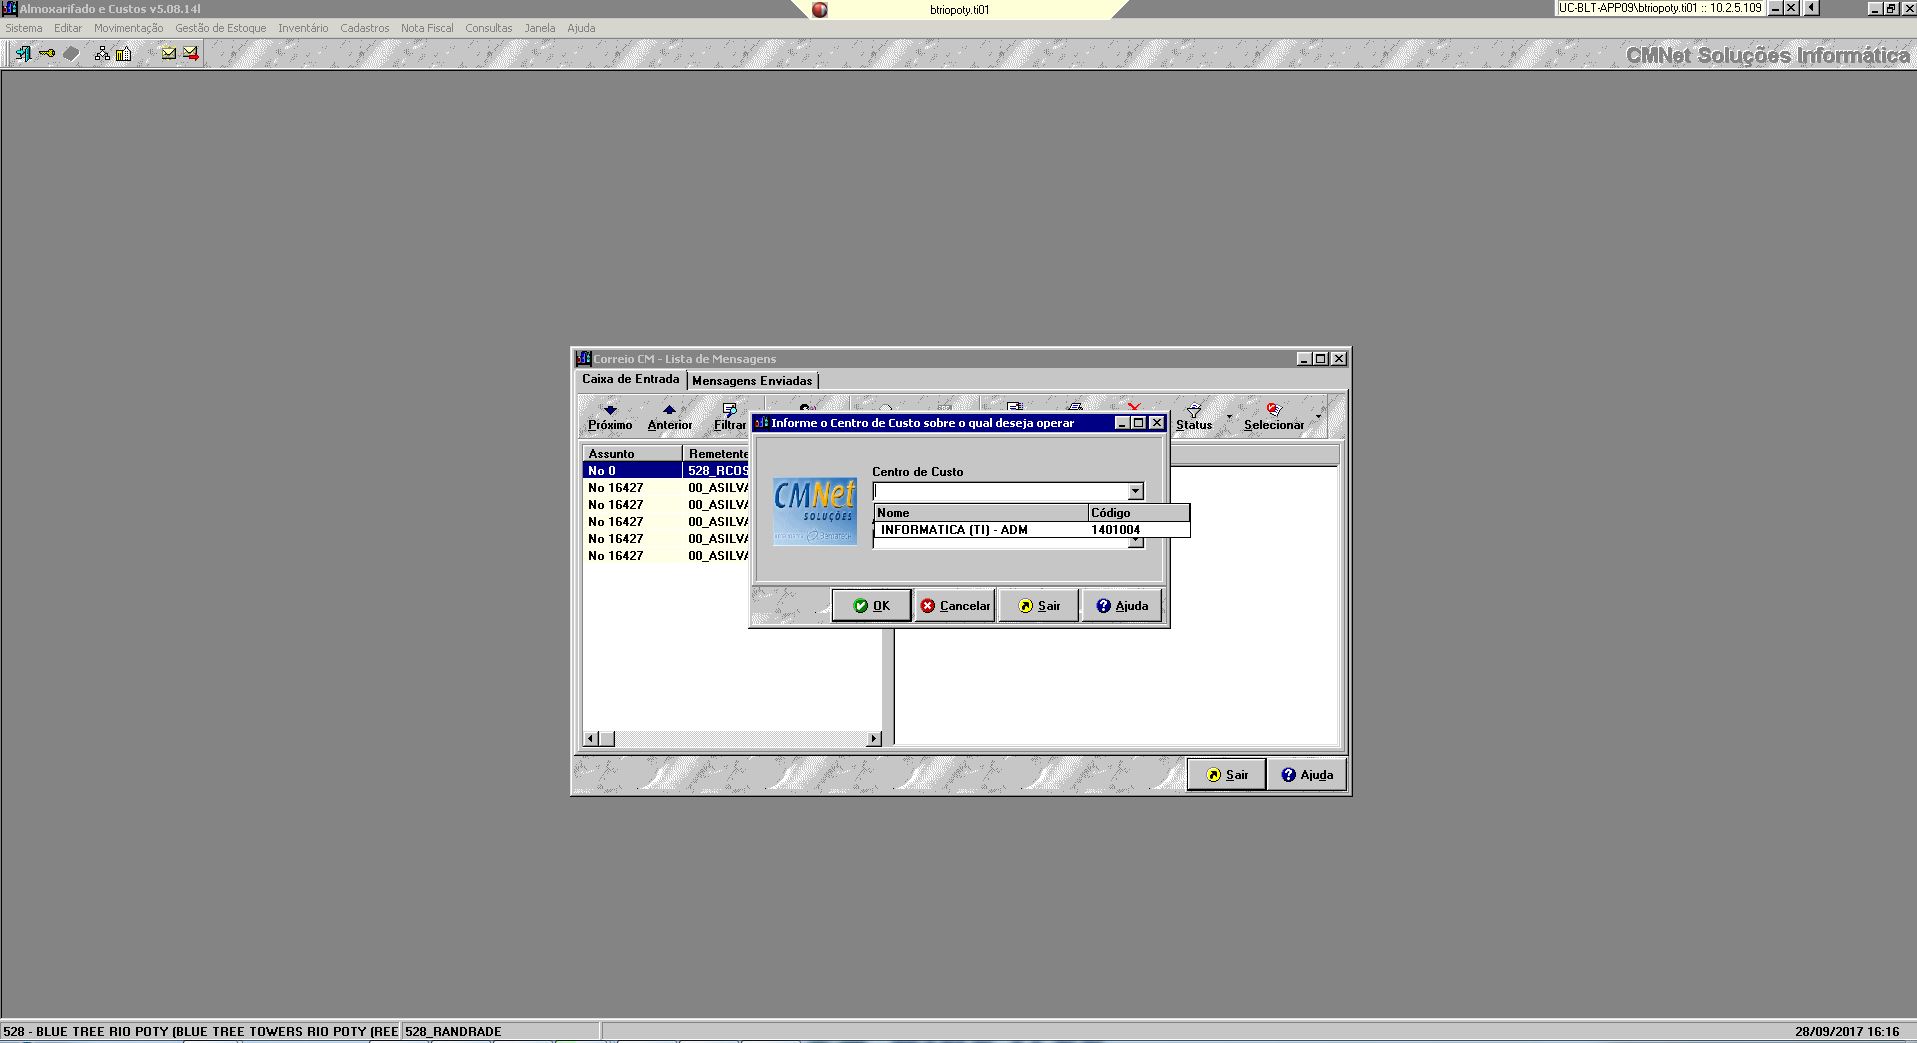 Almoxarifado e Custos v5.08.14l
btriopoty.ti01
UC-BLT-APP09\btriopoty.ti01 :: 10.2.5.109
Sistema Editar Movimentação Gestão de Estoque Inventário Cadastros Nota Fiscal Consultas Janela Ajuda
CMNet Soluções Informática
Correio CM - Lista de Mensagens
Caixa de Entrada Mensagens Enviadas
Próximo Anterior Filtrar Status Selecionar
Assunto Remetente
No 0 528_RCOS
No 16427 00_ASILVA
No 16427 00_ASILVA
No 16427 00_ASILVA
No 16427 00_ASILVA
No 16427 00_ASILVA
Informe o Centro de Custo sobre o qual deseja operar
CMNet
SOLUÇÕES
Bematech
Centro de Custo
Nome Código
INFORMATICA (TI) - ADM 1401004
OK Cancelar Sair Ajuda
Sair Ajuda
528 - BLUE TREE RIO POTY (BLUE TREE TOWERS RIO POTY (REE 528_RANDRADE 28/09/2017 16:16